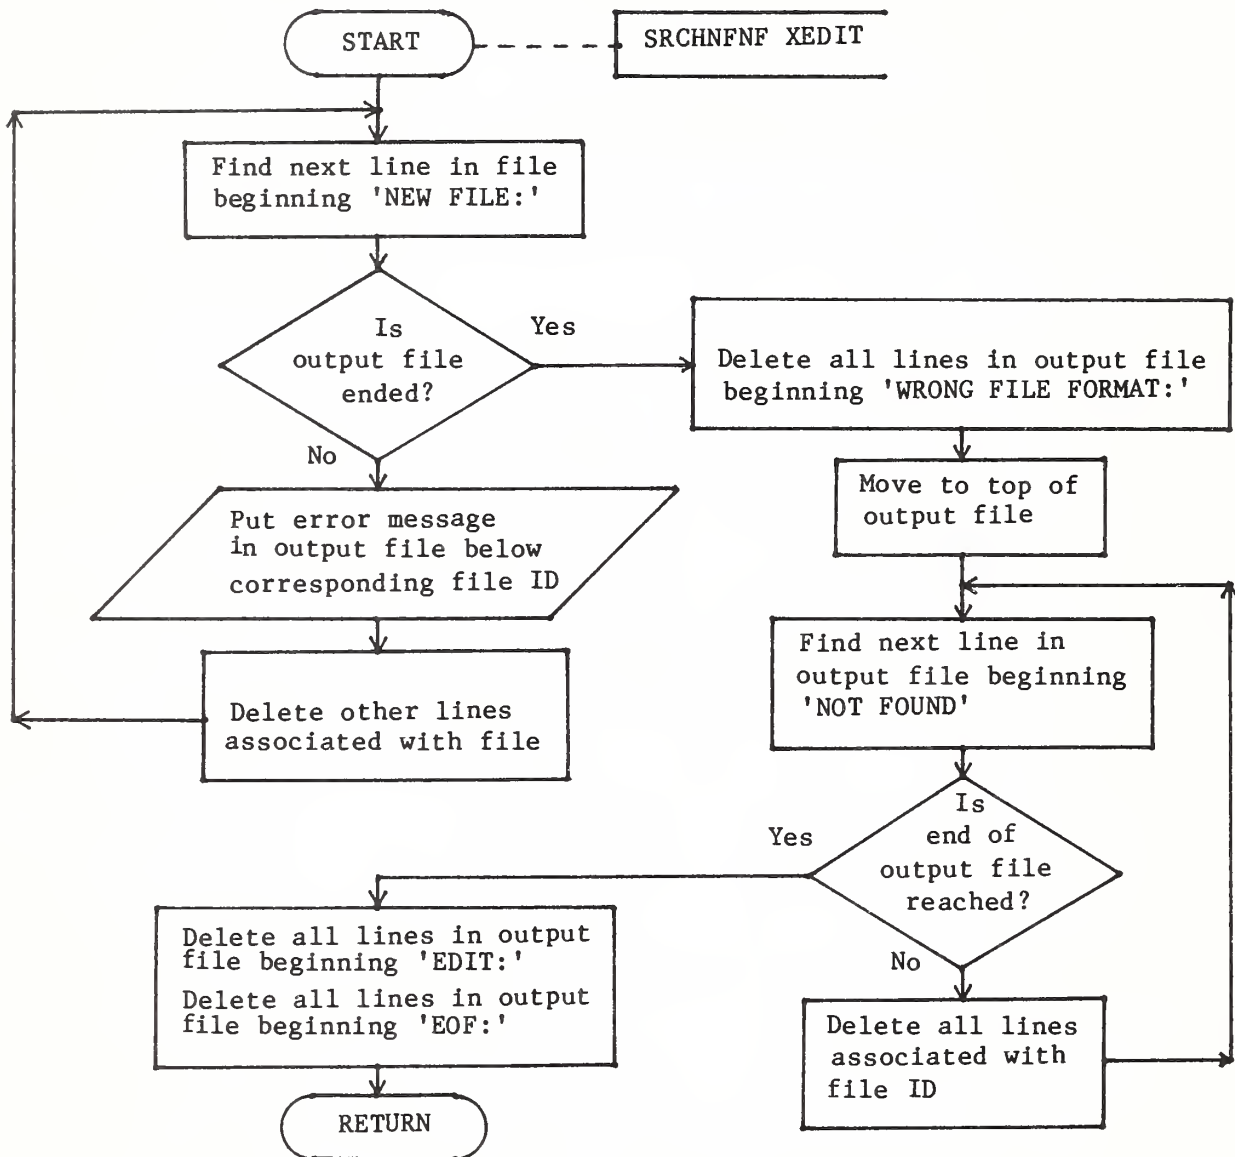 START
SRCHNFNF XEDIT
Find next line in file
beginning 'NEW FILE:'
Is
output file
ended?
Yes
No
Put error message
in output file below
corresponding file ID
Delete other lines
associated with file
Delete all lines in output file
beginning 'WRONG FILE FORMAT:'
Move to top of
output file
Find next line in
output file beginning
'NOT FOUND'
Is
end of
output file
reached?
Yes
No
Delete all lines
associated with
file ID
Delete all lines in output
file beginning 'EDIT:'
Delete all lines in output
file beginning 'EOF:'
RETURN